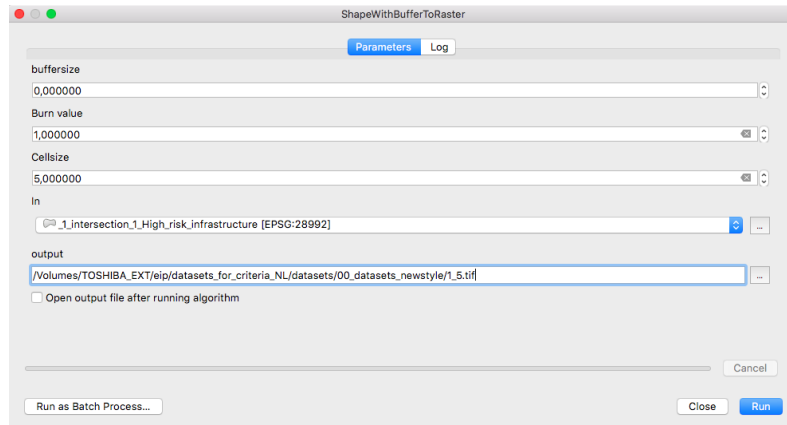 ShapeWithBufferToRaster
Parameters Log
buffersize
0,000000
Burn value
1,000000
Cellsize
5,000000
In
_1_intersection_1_High_risk_infrastructure [EPSG:28992]
...
output
/Volumes/TOSHIBA_EXT/eip/datasets_for_criteria_NL/datasets/00_datasets_newstyle/1_5.tif
...
Open output file after running algorithm
Cancel
Run as Batch Process...
Close Run